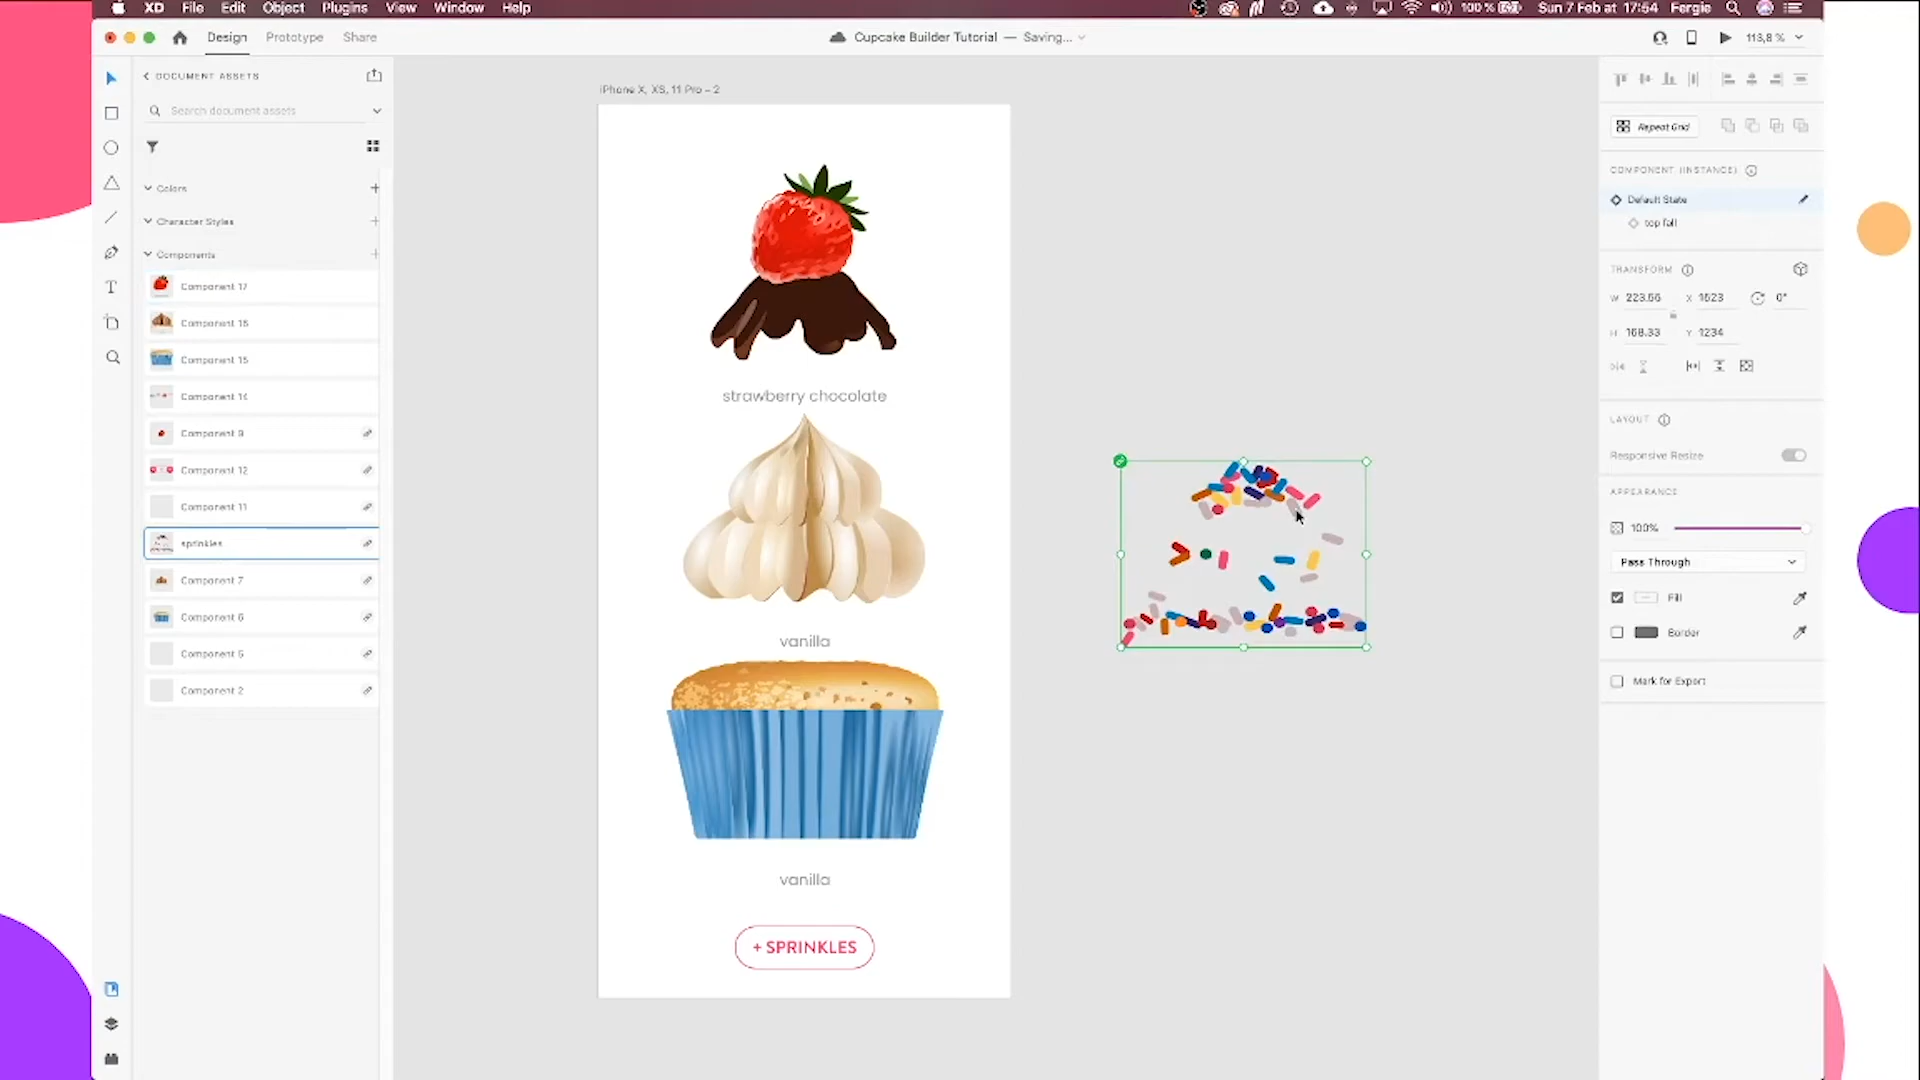 XD File Edit Object Plugins View Window Help 100 % Sun 7 Feb at 17:54 Fergie
Design Prototype Share Cupcake Builder Tutorial — Saving... 113,8 %
DOCUMENT ASSETS
Search document assets
Colors
Character Styles
Components
Component 17
Component 16
Component 15
Component 14
Component 9
Component 12
Component 11
sprinkles
Component 7
Component 6
Component 5
Component 2
iPhone X, XS, 11 Pro – 2
strawberry chocolate
vanilla
vanilla
+ SPRINKLES
Repeat Grid
COMPONENT (INSTANCE)
Default State
top fall
TRANSFORM
W 223.66 X 1623 0°
H 168.33 Y 1234
LAYOUT
Responsive Resize
APPEARANCE
100%
Pass Through
Fill
Border
Mark for Export